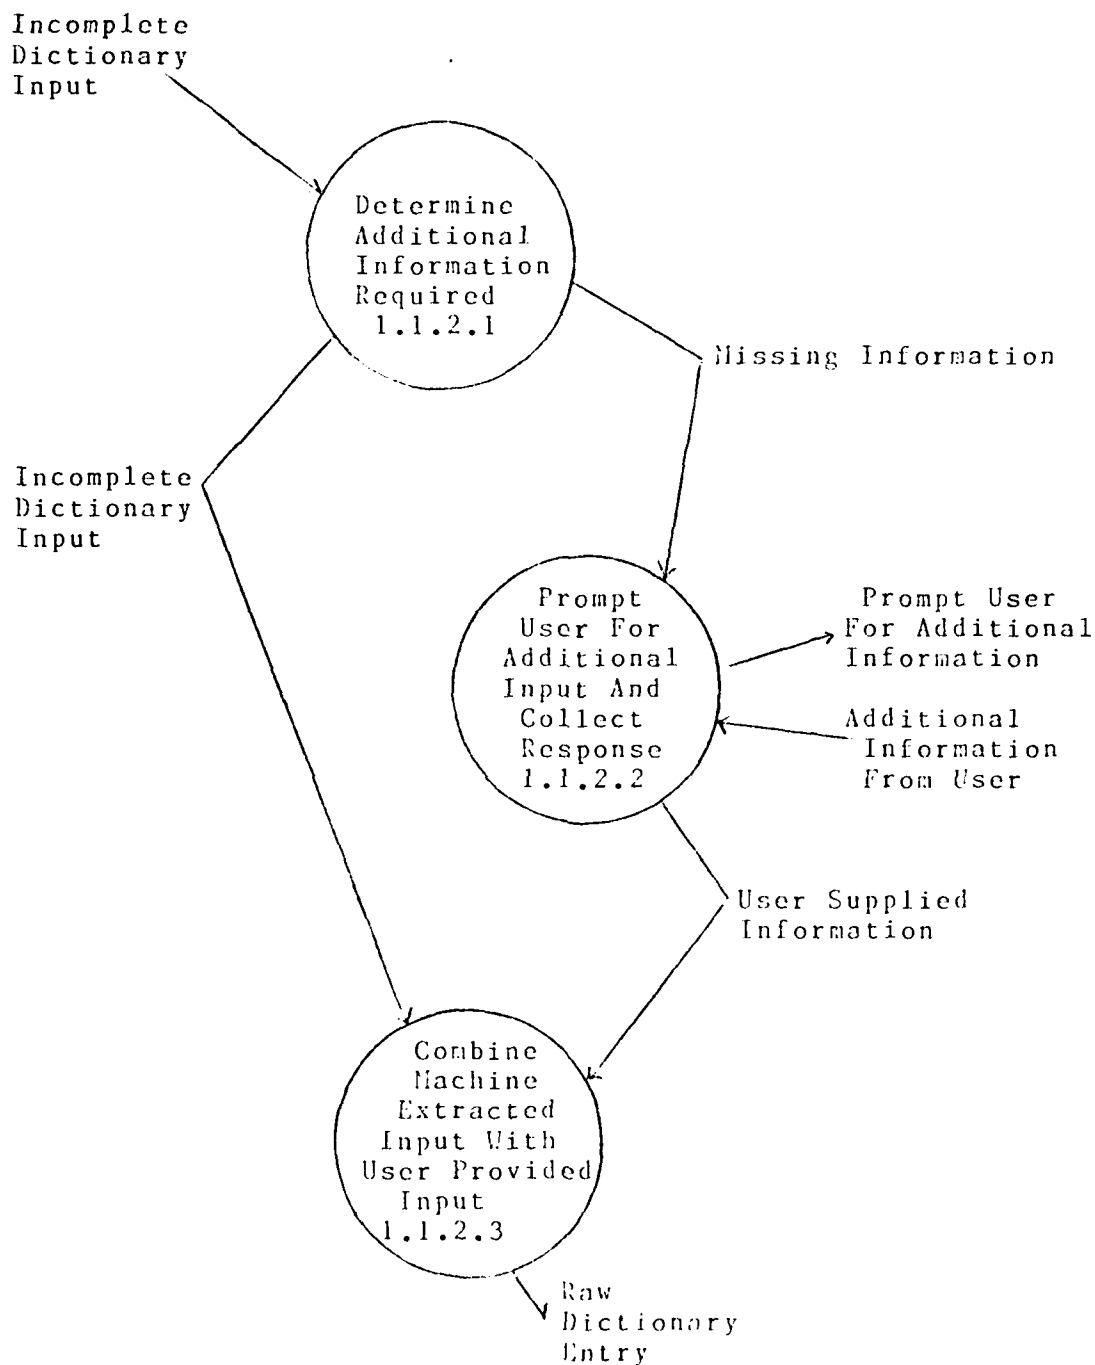 Incomplete
Dictionary
Input
Determine
Additional
Information
Required
1.1.2.1
Missing Information
Incomplete
Dictionary
Input
Prompt
User For
Additional
Input And
Collect
Response
1.1.2.2
Prompt User
For Additional
Information
Additional
Information
From User
User Supplied
Information
Combine
Machine
Extracted
Input With
User Provided
Input
1.1.2.3
Raw
Dictionary
Entry